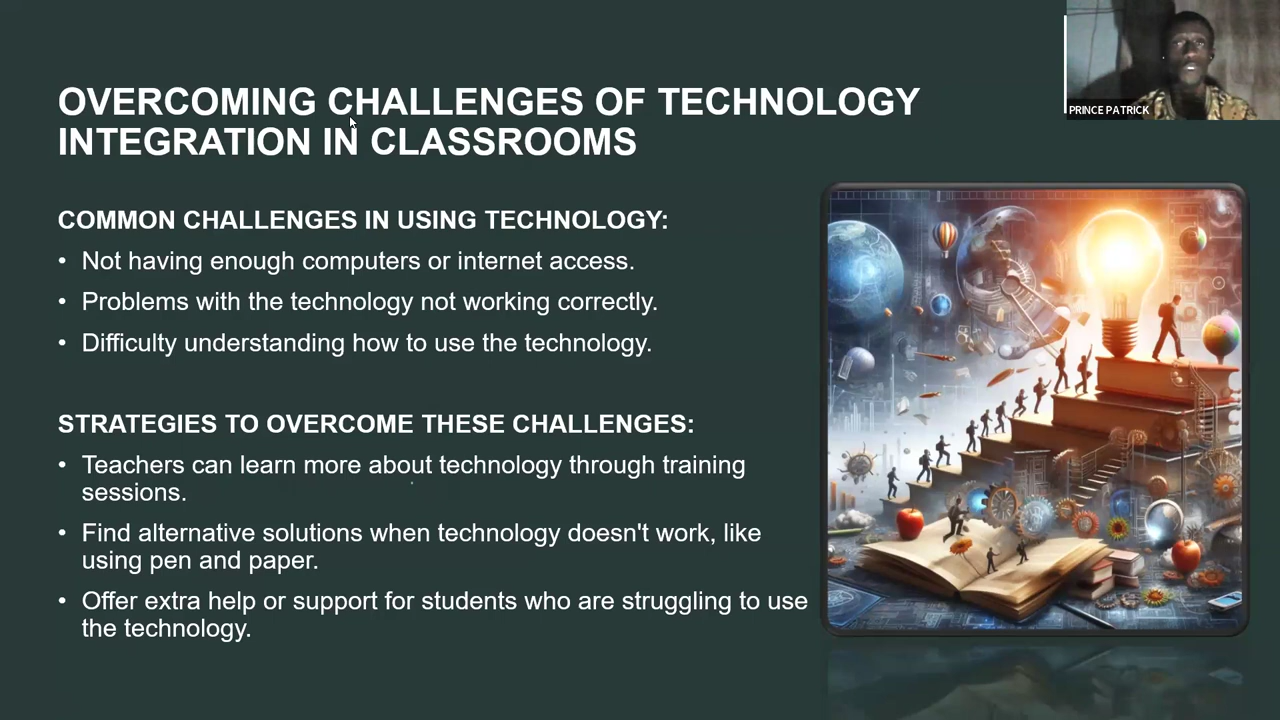 OVERCOMING CHALLENGES OF TECHNOLOGY
INTEGRATION IN CLASSROOMS
COMMON CHALLENGES IN USING TECHNOLOGY:
• Not having enough computers or internet access.
• Problems with the technology not working correctly.
• Difficulty understanding how to use the technology.
STRATEGIES TO OVERCOME THESE CHALLENGES:
• Teachers can learn more about technology through training
sessions.
• Find alternative solutions when technology doesn't work, like
using pen and paper.
• Offer extra help or support for students who are struggling to use
the technology.
PRINCE PATRICK